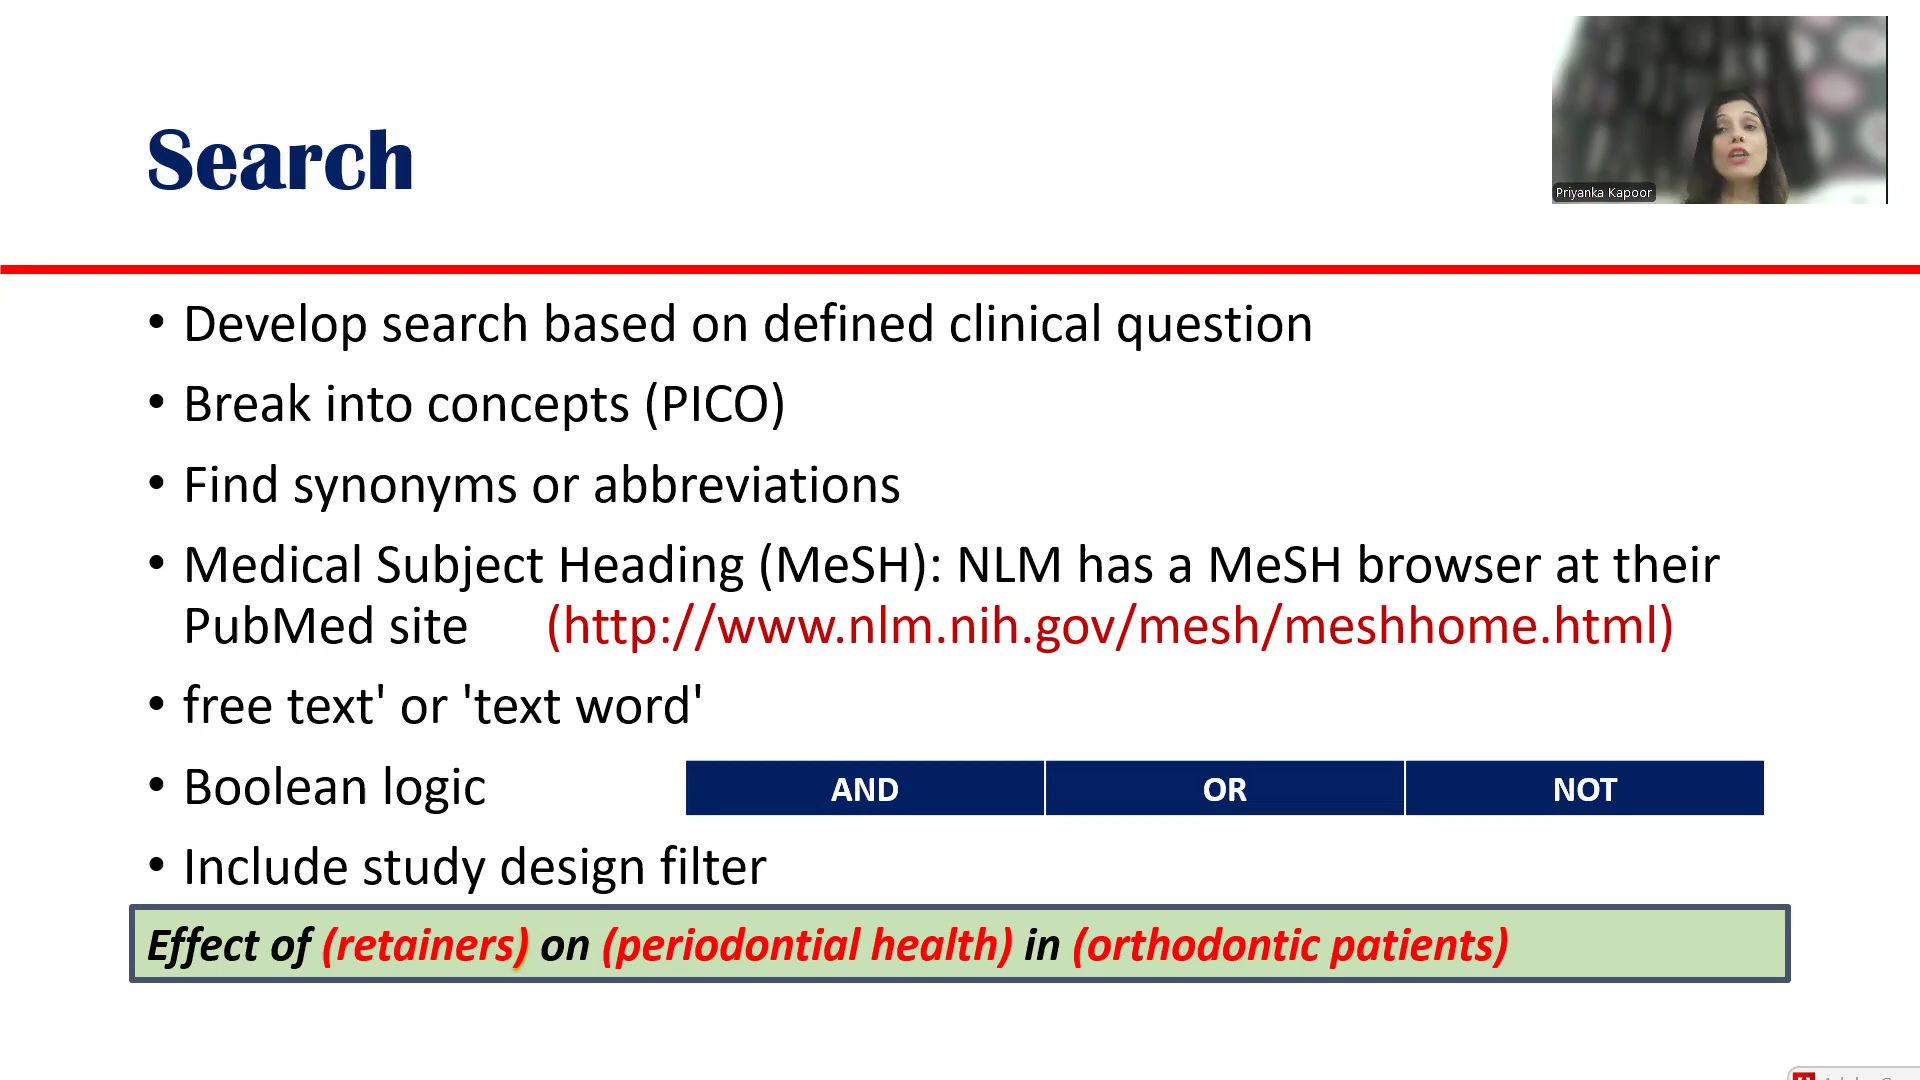 Search
Priyanka Kapoor
• Develop search based on defined clinical question
• Break into concepts (PICO)
• Find synonyms or abbreviations
• Medical Subject Heading (MeSH): NLM has a MeSH browser at their
PubMed site (http://www.nlm.nih.gov/mesh/meshhome.html)
• free text' or 'text word'
• Boolean logic
AND OR NOT
• Include study design filter
Effect of (retainers) on (periodontial health) in (orthodontic patients)